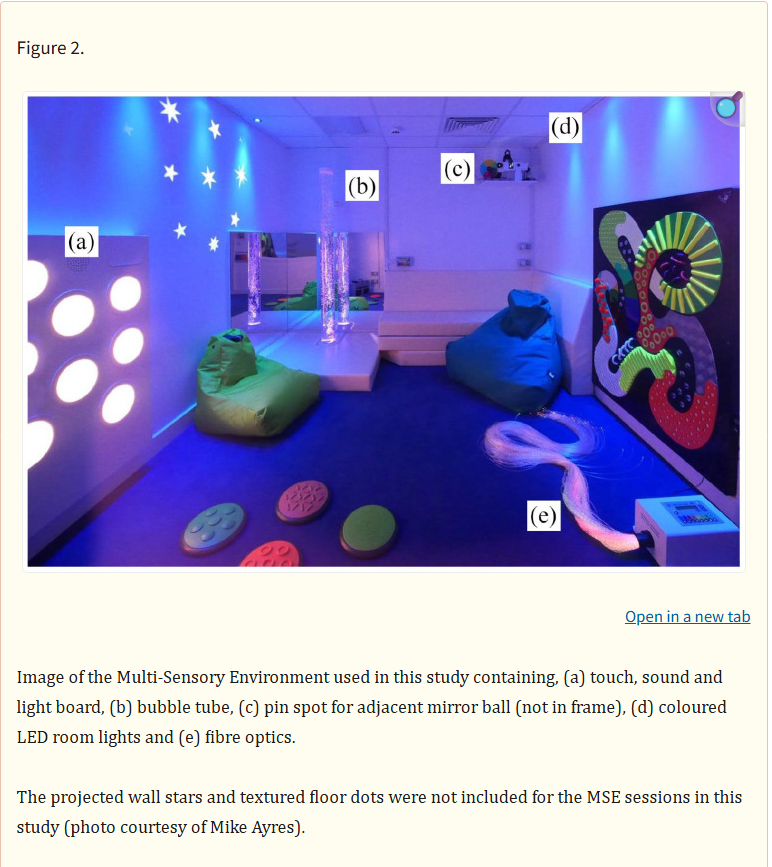 Figure 2.
(d)
(c)
(b)
(a)
(e)
Open in a new tab
Image of the Multi-Sensory Environment used in this study containing, (a) touch, sound and
light board, (b) bubble tube, (c) pin spot for adjacent mirror ball (not in frame), (d) coloured
LED room lights and (e) fibre optics.
The projected wall stars and textured floor dots were not included for the MSE sessions in this
study (photo courtesy of Mike Ayres).